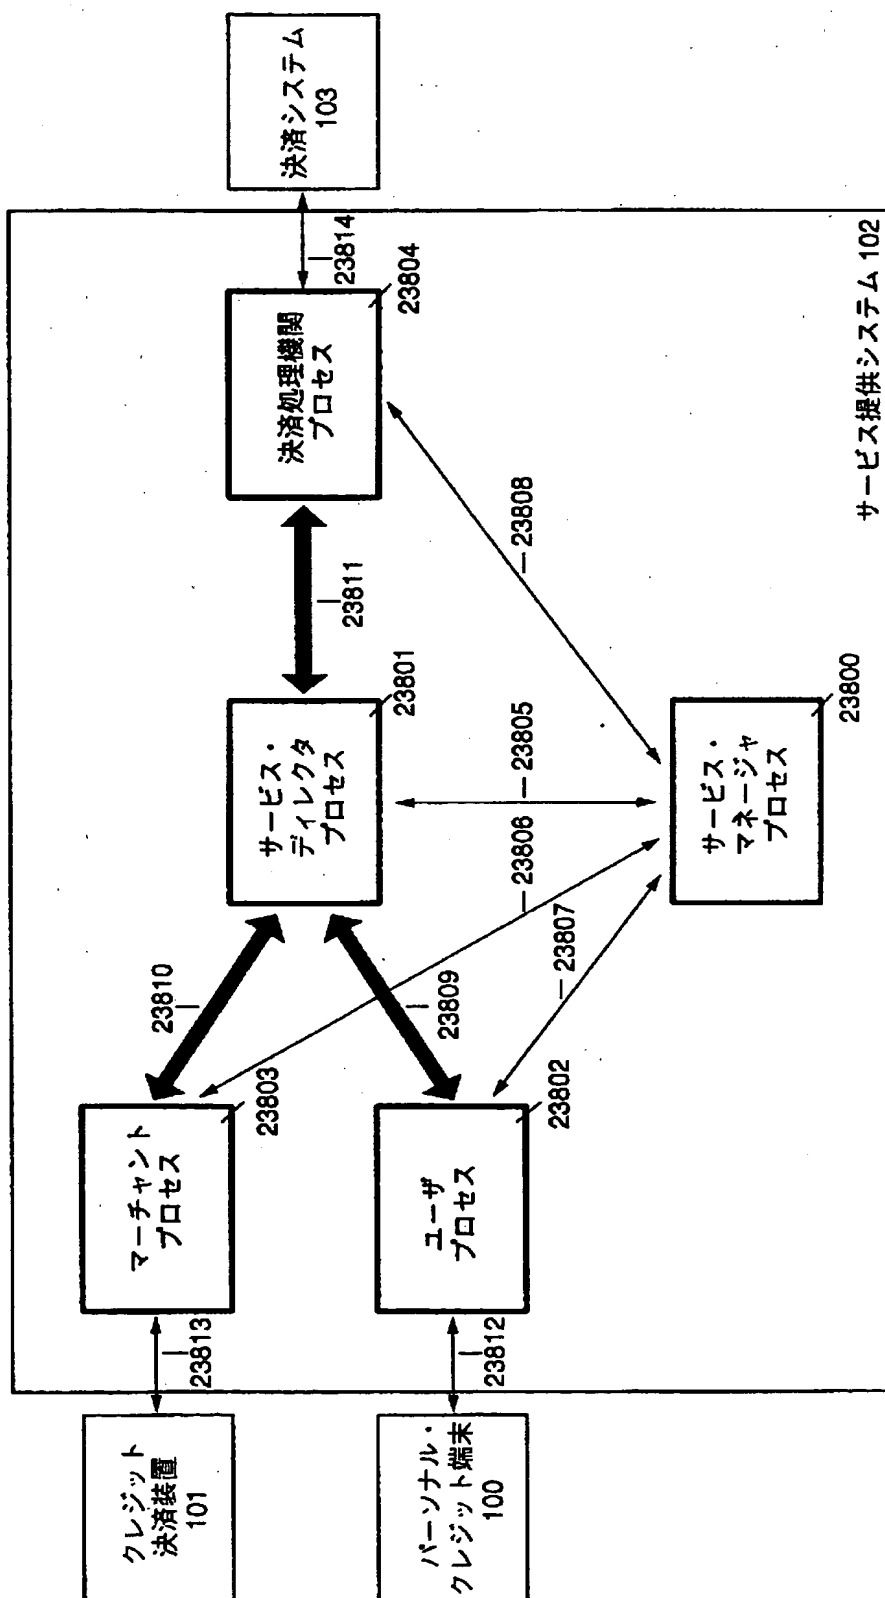 クレジット
決済装置
101
23813
マーチャント
プロセス
23803
23810
パーソナル・
クレジット端末
100
23812
ユーザ
プロセス
23802
23809
サービス・
ディレクタ
プロセス
23801
23811
決済処理機関
プロセス
23804
23814
決済システム
103
23806
23805
23807
23808
サービス・
マネージャ
プロセス
23800
サービス提供システム 102